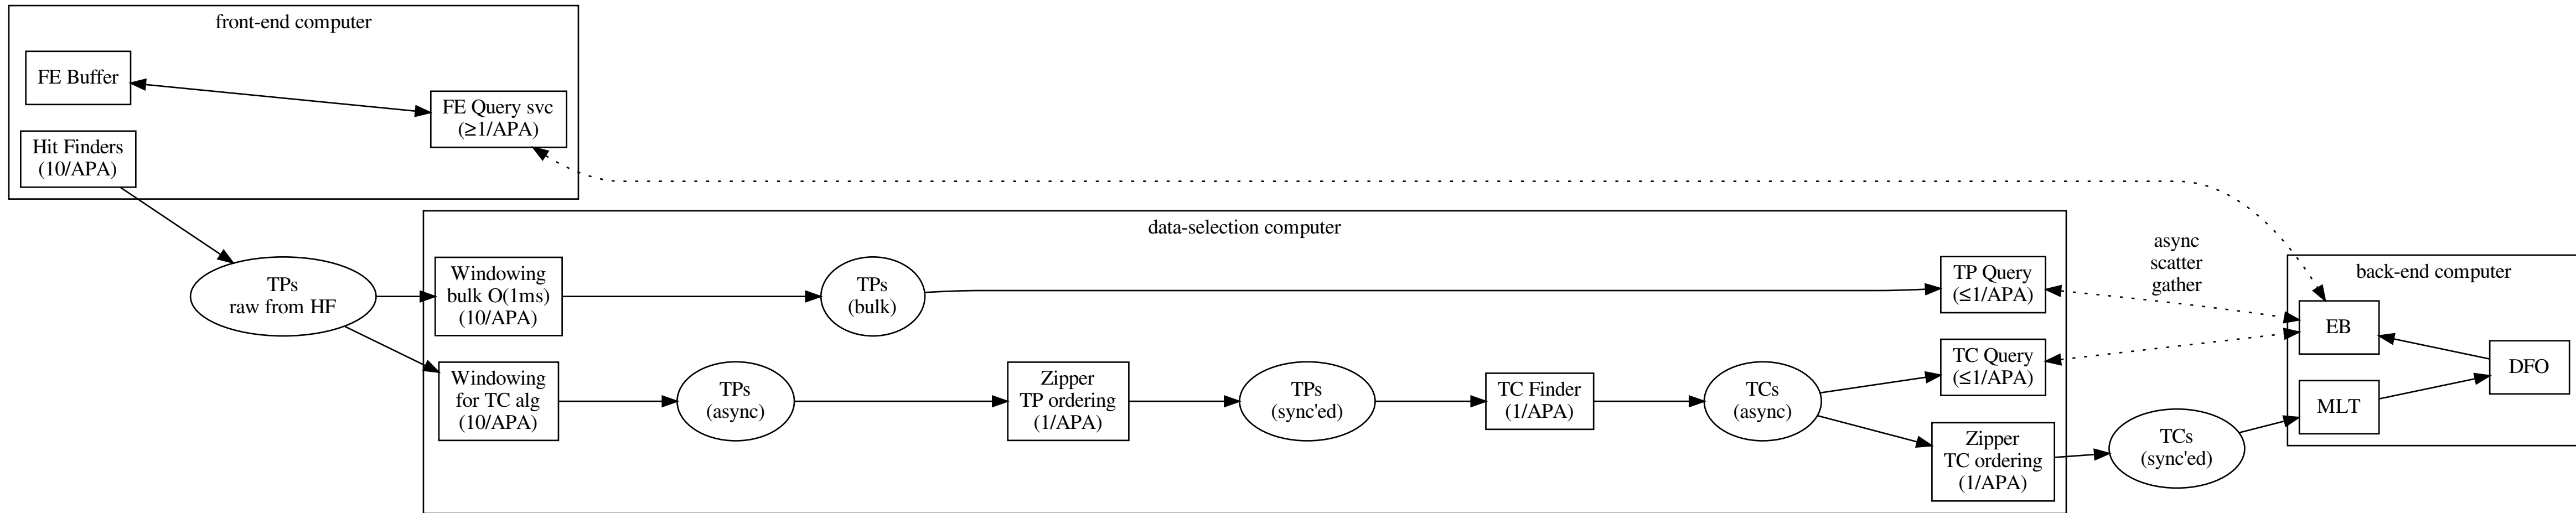 front-end computer
FE Buffer
FE Query svc
(≥1/APA)
Hit Finders
(10/APA)
TPs
raw from HF
data-selection computer
Windowing
bulk O(1ms)
(10/APA)
TPs
(bulk)
TP Query
(≤1/APA)
Windowing
for TC alg
(10/APA)
TPs
(async)
Zipper
TP ordering
(1/APA)
TPs
(sync'ed)
TC Finder
(1/APA)
TCs
(async)
TC Query
(≤1/APA)
Zipper
TC ordering
(1/APA)
async
scatter
gather
TCs
(sync'ed)
back-end computer
EB
MLT
DFO